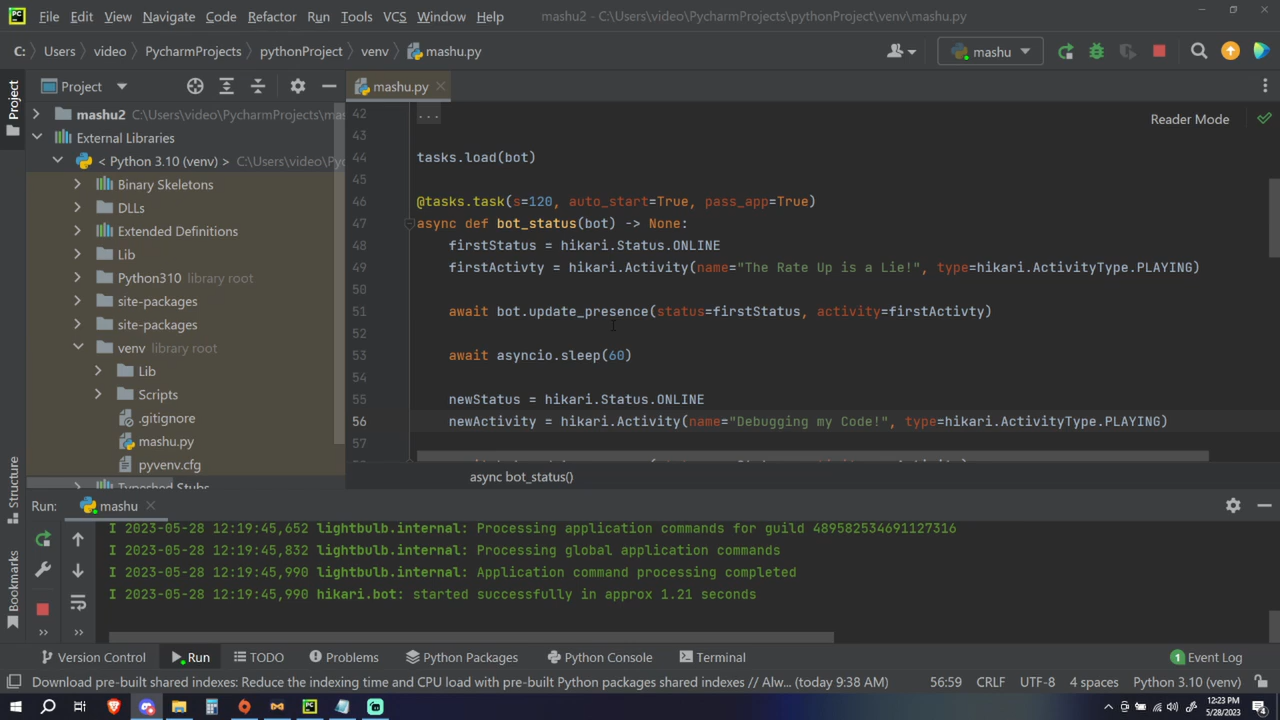 File Edit View Navigate Code Refactor Run Tools VCS Window Help mashu2 C:\Users\video\PycharmProjects\pythonProject\venv\mashu.py
C: Users video PycharmProjects pythonProject venv mashu.py mashu
Project
Project
mashu.py
mashu2 C:\Users\video\PycharmProjects\mas
External Libraries
< Python 3.10 (venv) > C:\Users\video\PyCh
Binary Skeletons
DLLs
Extended Definitions
Lib
Python310 library root
site-packages
site-packages
venv library root
Lib
Scripts
.gitignore
mashu.py
pyvenv.cfg
Typeshed Stubs
Reader Mode
42 ...
43
44 tasks.load(bot)
45
46 @tasks.task(s=120, auto_start=True, pass_app=True)
47 async def bot_status(bot) -> None:
48 firstStatus = hikari.Status.ONLINE
49 firstActivty = hikari.Activity(name="The Rate Up is a Lie!", type=hikari.ActivityType.PLAYING)
50
51 await bot.update_presence(status=firstStatus, activity=firstActivty)
52
53 await asyncio.sleep(60)
54
55 newStatus = hikari.Status.ONLINE
56 newActivity = hikari.Activity(name="Debugging my Code!", type=hikari.ActivityType.PLAYING)
57
async bot_status()
Structure
Bookmarks
Run: mashu
I 2023-05-28 12:19:45,652 lightbulb.internal: Processing application commands for guild 489582534691127316
I 2023-05-28 12:19:45,832 lightbulb.internal: Processing global application commands
I 2023-05-28 12:19:45,990 lightbulb.internal: Application command processing completed
I 2023-05-28 12:19:45,990 hikari.bot: started successfully in approx 1.21 seconds
Version Control Run TODO Problems Python Packages Python Console Terminal 1 Event Log
Download pre-built shared indexes: Reduce the indexing time and CPU load with pre-built Python packages shared indexes // Alw... (today 9:38 AM) 56:59 CRLF UTF-8 4 spaces Python 3.10 (venv)
12:23 PM
5/28/2023
4